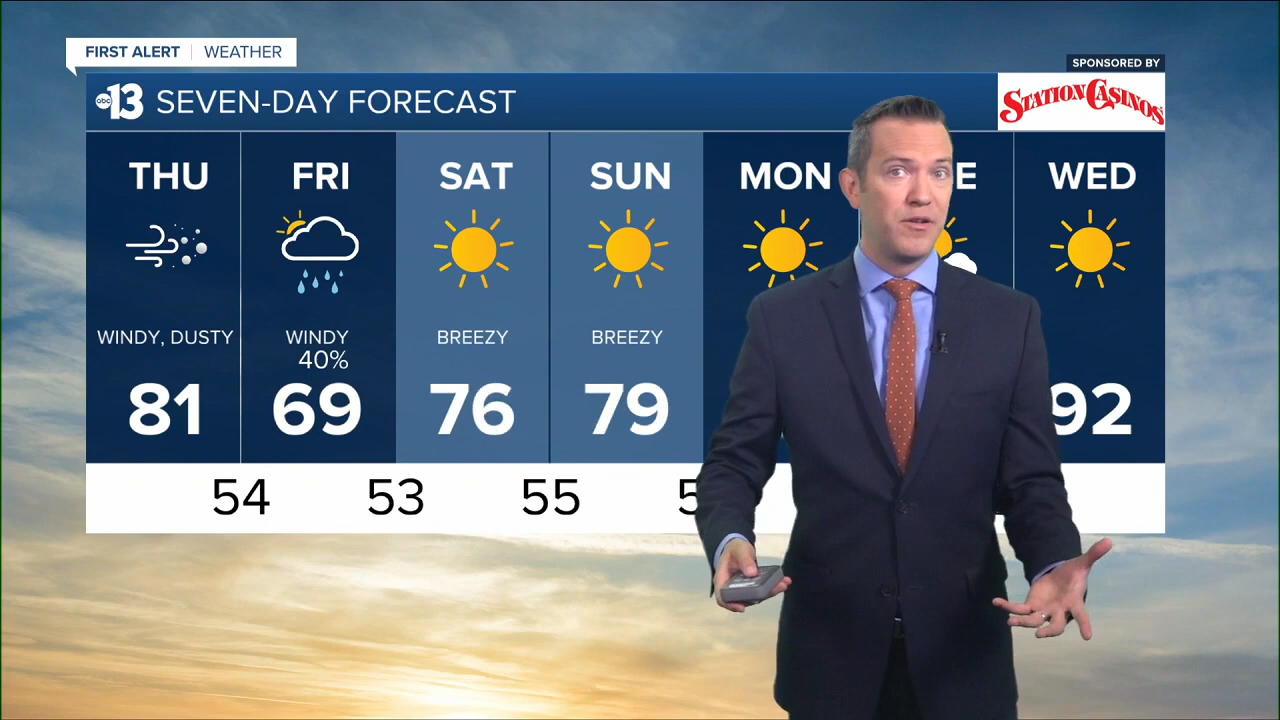 FIRST ALERT | WEATHER
SPONSORED BY
abc 13 SEVEN-DAY FORECAST
STATION CASINOS
THU FRI SAT SUN MON WED
WINDY, DUSTY WINDY BREEZY BREEZY
40%
81 69 76 79 92
54 53 55